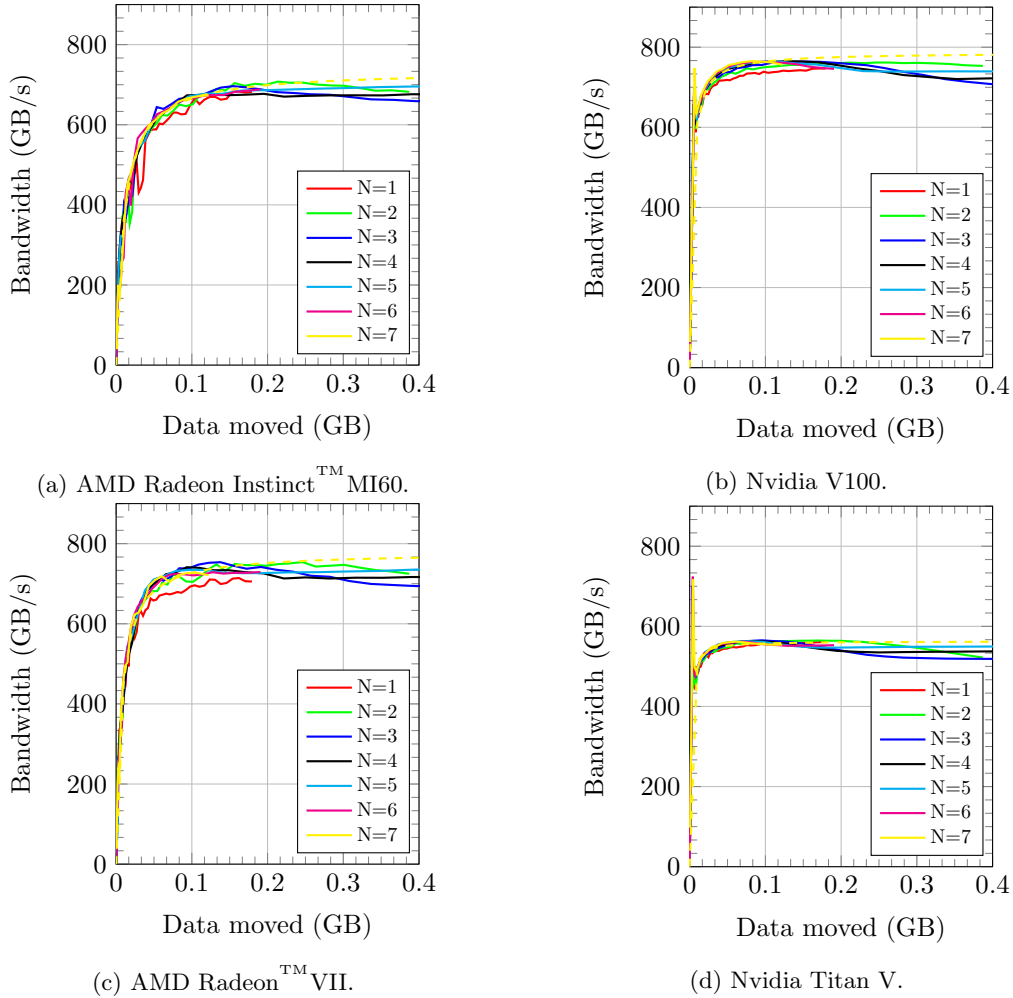 800
600
400
200
0
Bandwidth (GB/s)
N=1
N=2
N=3
N=4
N=5
N=6
N=7
0 0.1 0.2 0.3 0.4
Data moved (GB)
(a) AMD Radeon Instinct™MI60.
800
600
400
200
0
Bandwidth (GB/s)
N=1
N=2
N=3
N=4
N=5
N=6
N=7
0 0.1 0.2 0.3 0.4
Data moved (GB)
(b) Nvidia V100.
800
600
400
200
0
Bandwidth (GB/s)
N=1
N=2
N=3
N=4
N=5
N=6
N=7
0 0.1 0.2 0.3 0.4
Data moved (GB)
(c) AMD Radeon™VII.
800
600
400
200
0
Bandwidth (GB/s)
N=1
N=2
N=3
N=4
N=5
N=6
N=7
0 0.1 0.2 0.3 0.4
Data moved (GB)
(d) Nvidia Titan V.